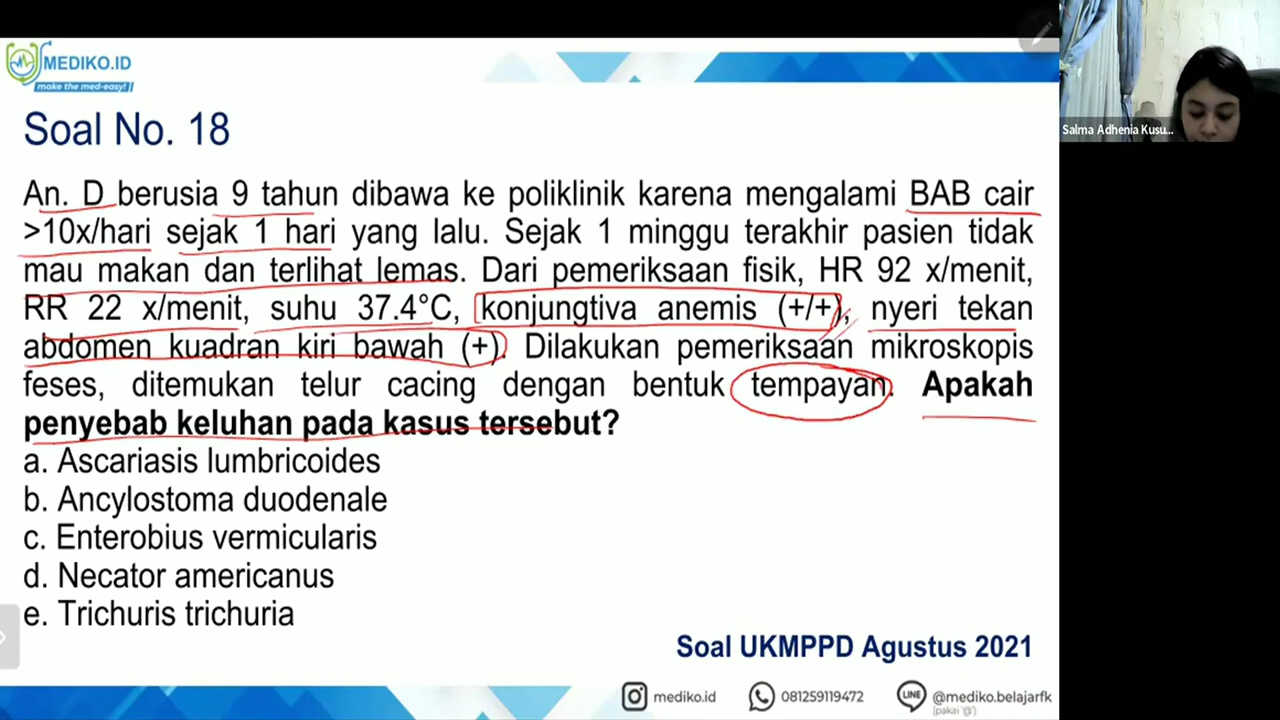 MEDIKO.ID
make the med-easy!
Soal No. 18
An. D berusia 9 tahun dibawa ke poliklinik karena mengalami BAB cair
>10x/hari sejak 1 hari yang lalu. Sejak 1 minggu terakhir pasien tidak
mau makan dan terlihat lemas. Dari pemeriksaan fisik, HR 92 x/menit,
RR 22 x/menit, suhu 37.4°C, konjungtiva anemis (+/+), nyeri tekan
abdomen kuadran kiri bawah (+). Dilakukan pemeriksaan mikroskopis
feses, ditemukan telur cacing dengan bentuk tempayan. Apakah
penyebab keluhan pada kasus tersebut?
a. Ascariasis lumbricoides
b. Ancylostoma duodenale
c. Enterobius vermicularis
d. Necator americanus
e. Trichuris trichuria
Soal UKMPPD Agustus 2021
mediko.id
081259119472
LINE
@mediko.belajarfk
(pakai '@')
Salma Adhenia Kusu...